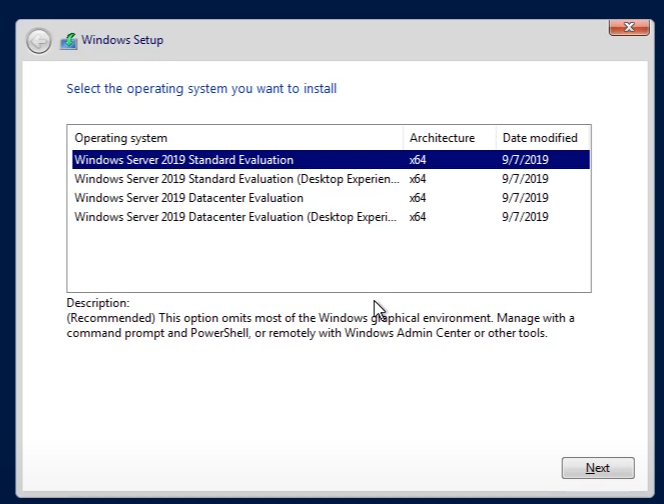 Windows Setup
Select the operating system you want to install
Operating system Architecture Date modified
Windows Server 2019 Standard Evaluation x64 9/7/2019
Windows Server 2019 Standard Evaluation (Desktop Experien... x64 9/7/2019
Windows Server 2019 Datacenter Evaluation x64 9/7/2019
Windows Server 2019 Datacenter Evaluation (Desktop Experi... x64 9/7/2019
Description:
(Recommended) This option omits most of the Windows graphical environment. Manage with a
command prompt and PowerShell, or remotely with Windows Admin Center or other tools.
Next